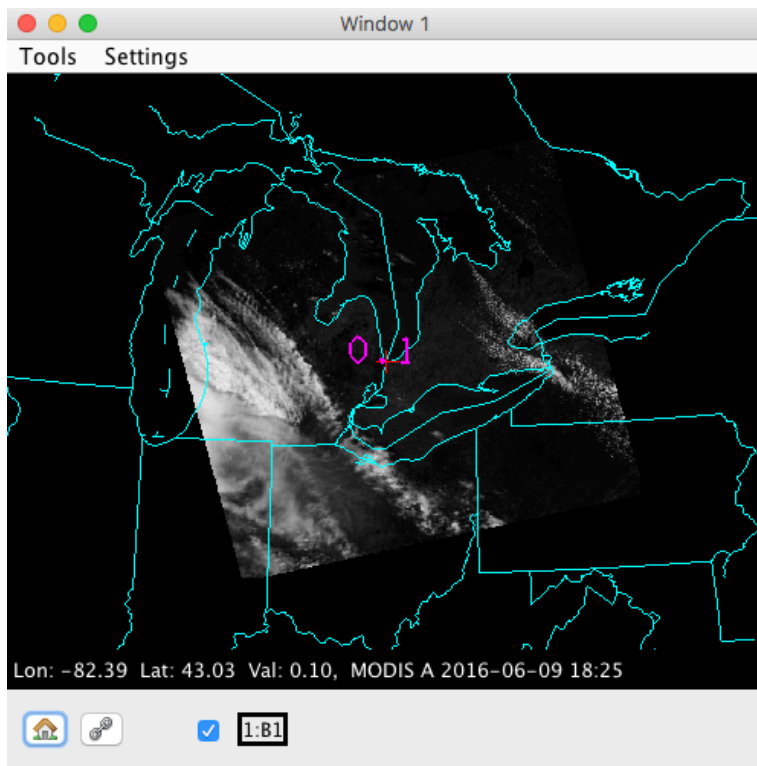 Window 1
Tools Settings
0 1
Lon: -82.39 Lat: 43.03 Val: 0.10, MODIS A 2016-06-09 18:25
1:B1